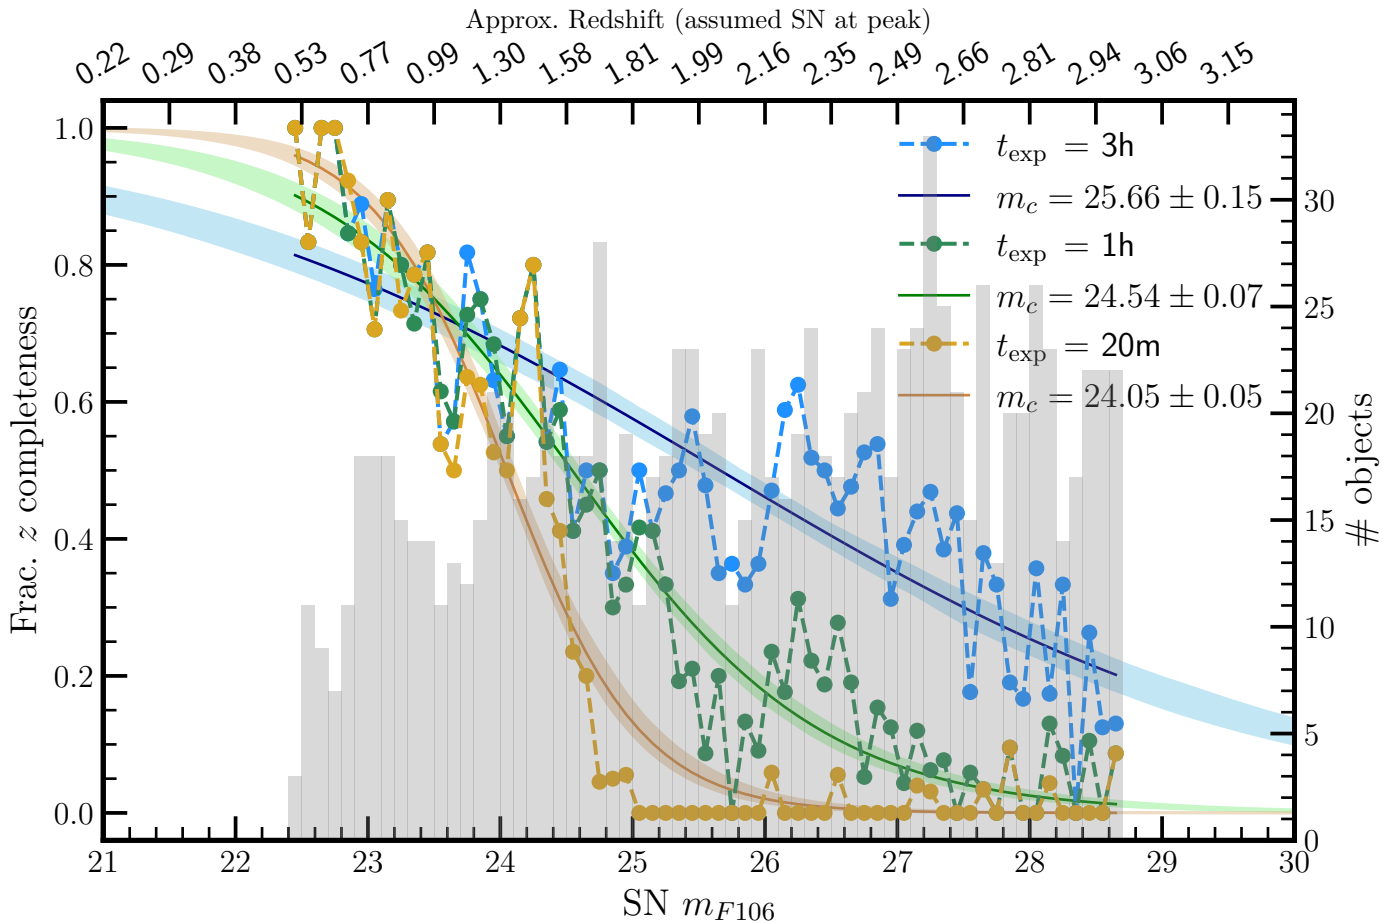 Approx. Redshift (assumed SN at peak)
0.22 0.29 0.38 0.53 0.77 0.99 1.30 1.58 1.81 1.99 2.16 2.35 2.49 2.66 2.81 2.94 3.06 3.15
Frac. z completeness
1.0
0.8
0.6
0.4
0.2
0.0
t_exp = 3h
m_c = 25.66 ± 0.15
t_exp = 1h
m_c = 24.54 ± 0.07
t_exp = 20m
m_c = 24.05 ± 0.05
30
25
20
15
10
5
0
# objects
21 22 23 24 25 26 27 28 29 30
SN m_F106